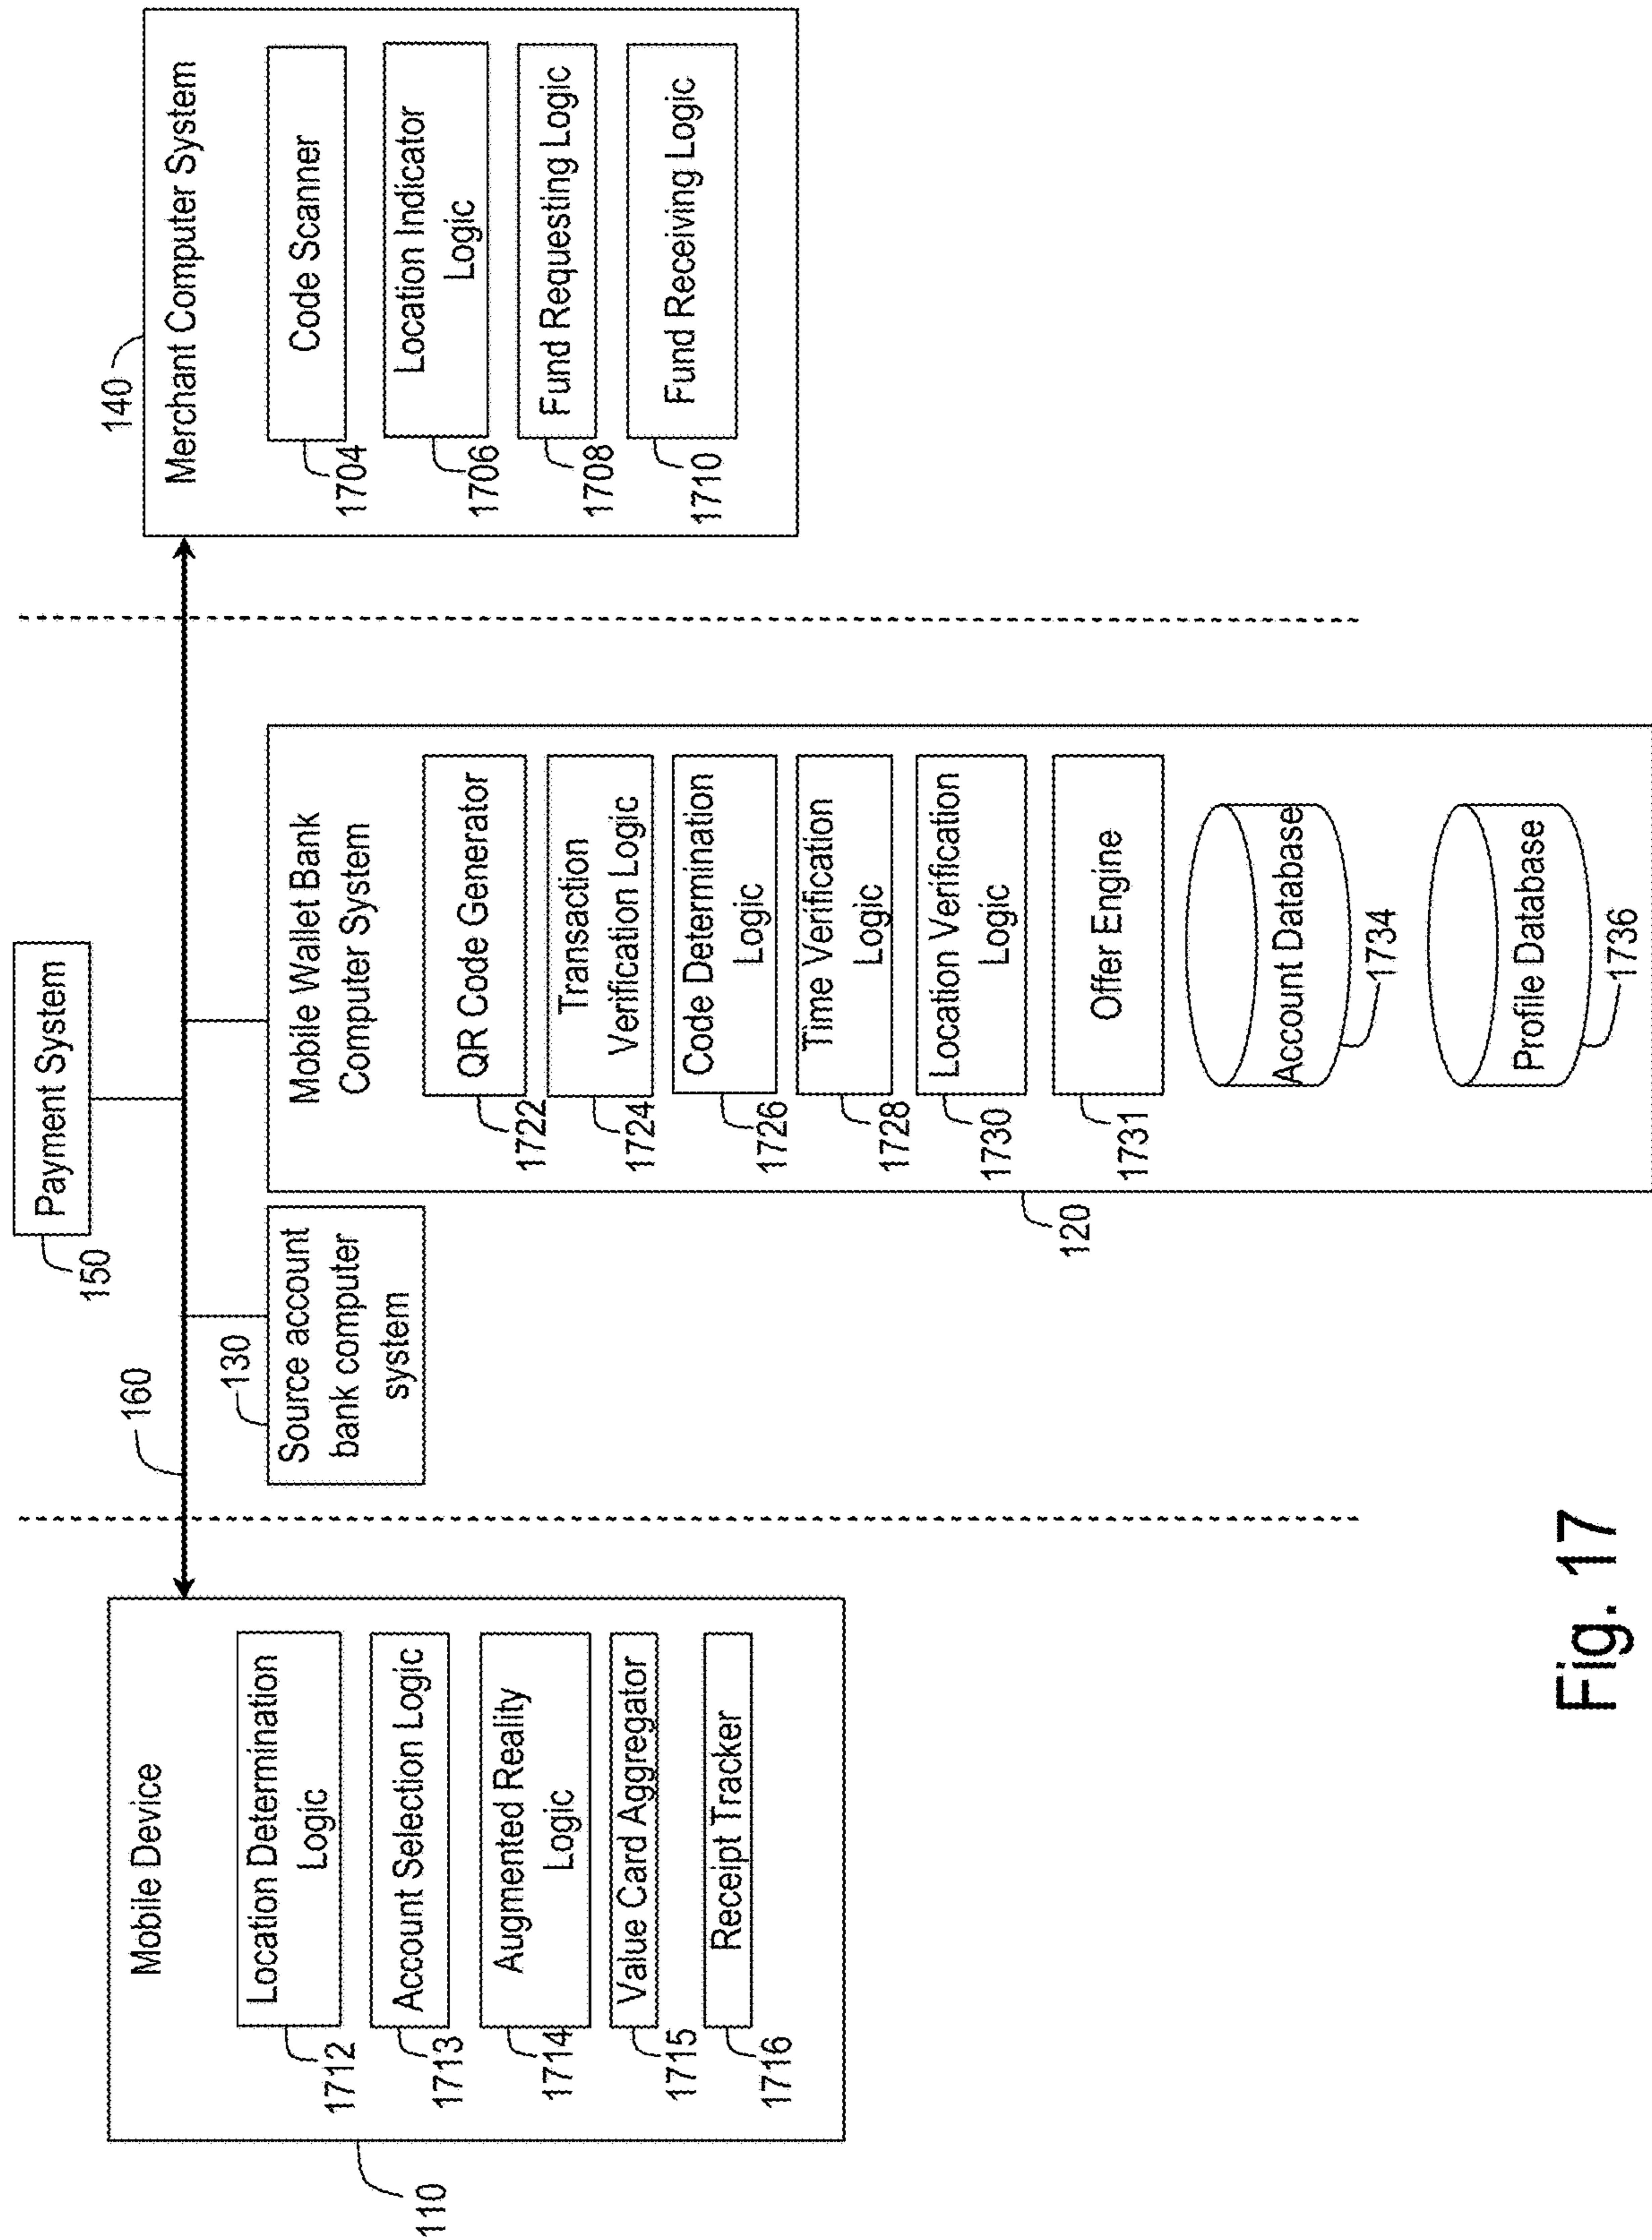 Payment System
150
160
130
Source account
bank computer
system
Mobile Device
Location Determination
Logic
1712
Account Selection Logic
1713
Augmented Reality
Logic
1714
Value Card Aggregator
1715
Receipt Tracker
1716
110
Mobile Wallet Bank
Computer System
QR Code Generator
1722
Transaction
Verification Logic
1724
Code Determination
Logic
1726
Time Verification
Logic
1728
Location Verification
Logic
1730
Offer Engine
1731
Account Database
1734
Profile Database
1736
120
140
Merchant Computer System
Code Scanner
1704
Location Indicator
Logic
1706
Fund Requesting Logic
1708
Fund Receiving Logic
1710
Fig. 17